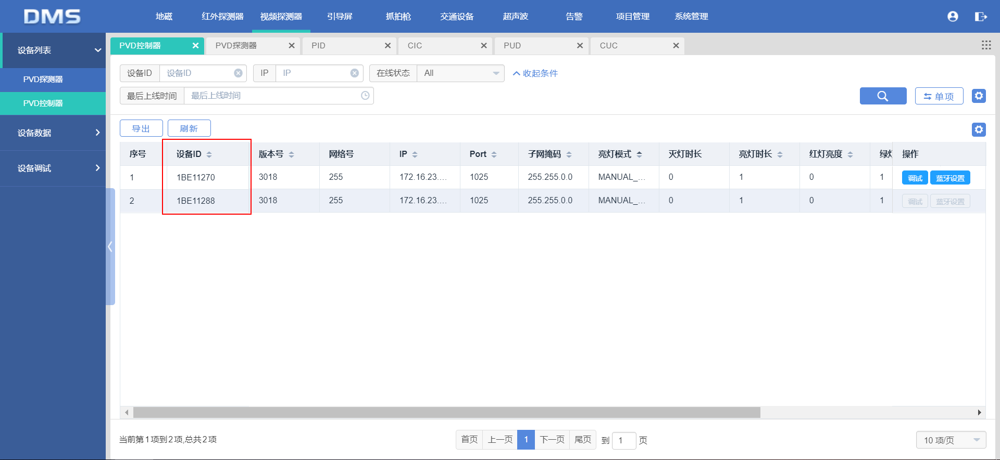 DMS
地磁 红外探测器 视频探测器 引导屏 抓拍枪 交通设备 超声波 告警 项目管理 系统管理
设备列表
PVD探测器
PVD控制器
设备数据
设备调试
PVD控制器 PVD探测器 PID CIC PUD CUC
设备ID 设备ID IP IP 在线状态 All 收起条件
最后上线时间 最后上线时间 单项
导出 刷新
序号 设备ID 版本号 网络号 IP Port 子网掩码 亮灯模式 灭灯时长 亮灯时长 红灯亮度 绿灯 操作
1 1BE11270 3018 255 172.16.23.... 1025 255.255.0.0 MANUAL_... 0 1 0 1 调试 蓝牙设置
2 1BE11288 3018 255 172.16.23.... 1025 255.255.0.0 MANUAL_... 0 1 0 1 调试 蓝牙设置
当前第1项到2项,总共2项 首页 上一页 1 下一页 尾页 到 1 页 10 项/页